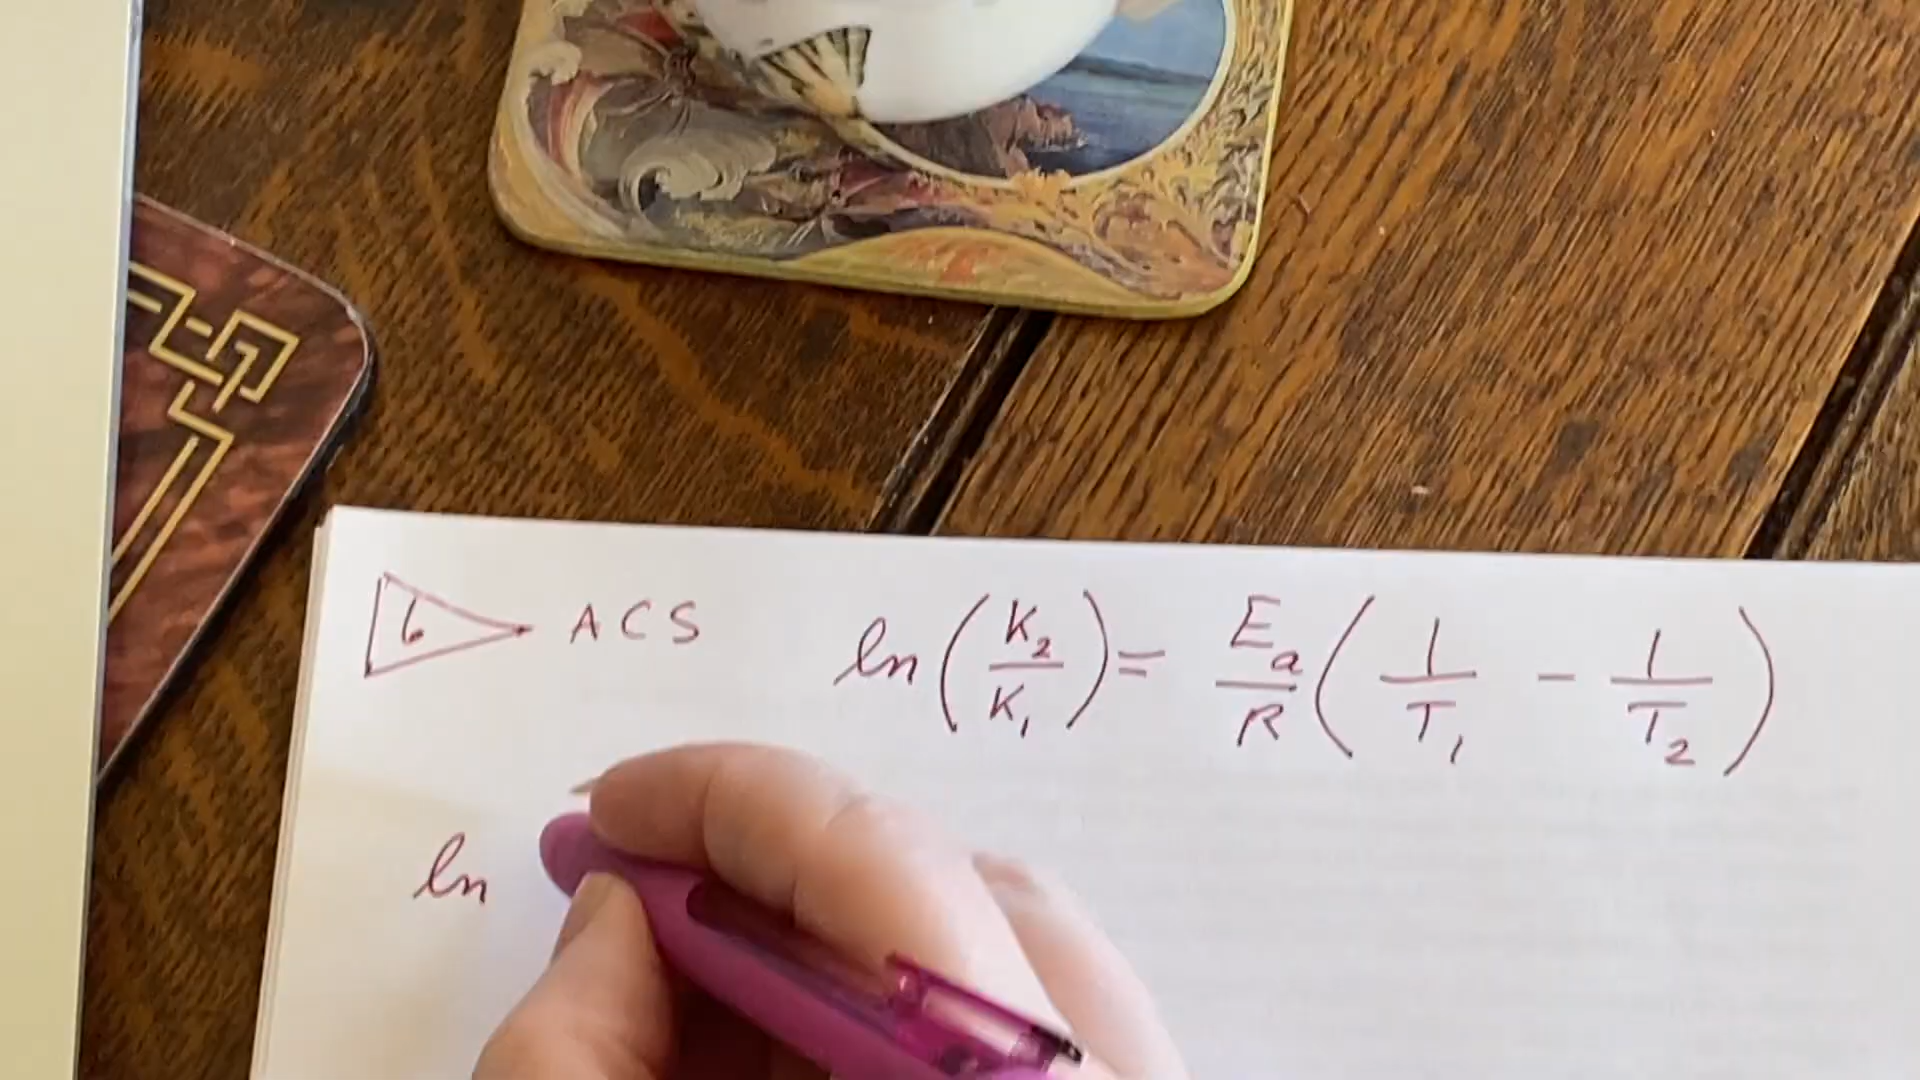 6 ACS ln(K₂/K₁) = Eₐ/R (1/T₁ - 1/T₂)
ln